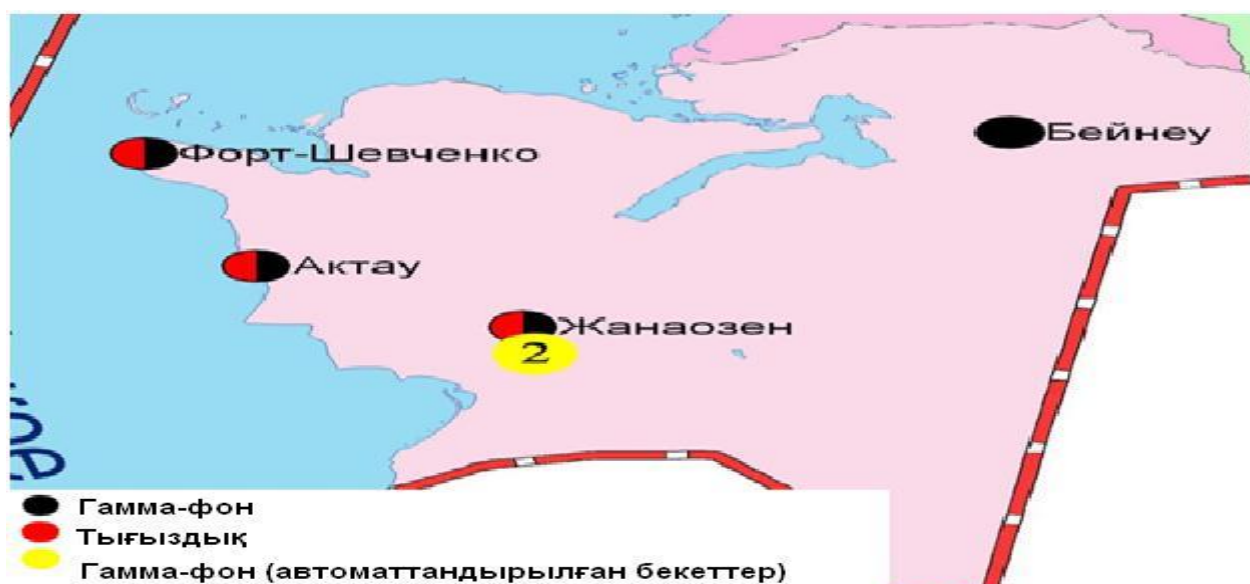 Бейнеу
Форт-Шевченко
Актау
Жанаозен
2
Гамма-фон
Тығыздық
Гамма-фон (автоматтандырылған бекеттер)